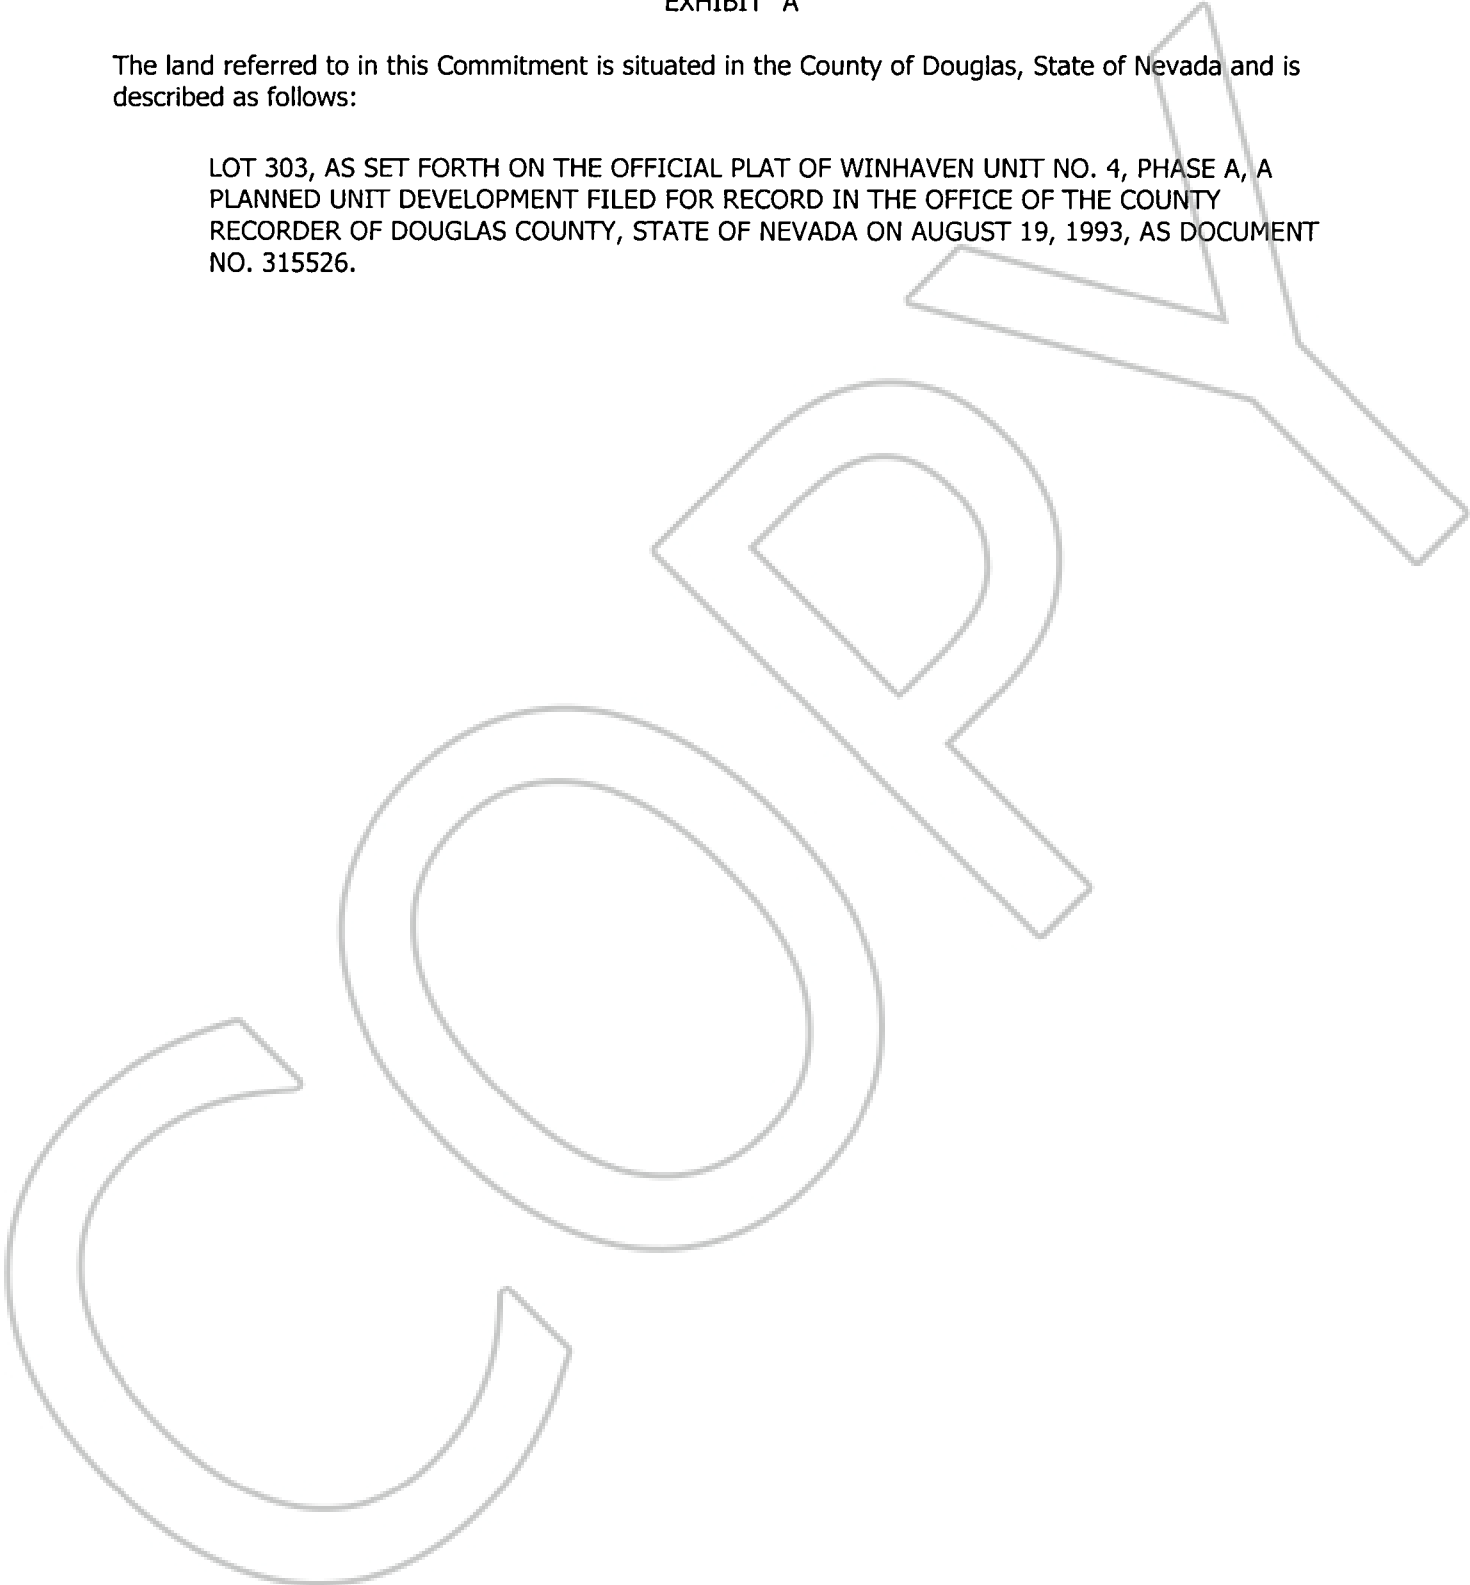 EXHIBIT "A"
The land referred to in this Commitment is situated in the County of Douglas, State of Nevada and is
described as follows:
LOT 303, AS SET FORTH ON THE OFFICIAL PLAT OF WINHAVEN UNIT NO. 4, PHASE A, A
PLANNED UNIT DEVELOPMENT FILED FOR RECORD IN THE OFFICE OF THE COUNTY
RECORDER OF DOUGLAS COUNTY, STATE OF NEVADA ON AUGUST 19, 1993, AS DOCUMENT
NO. 315526.
COPY